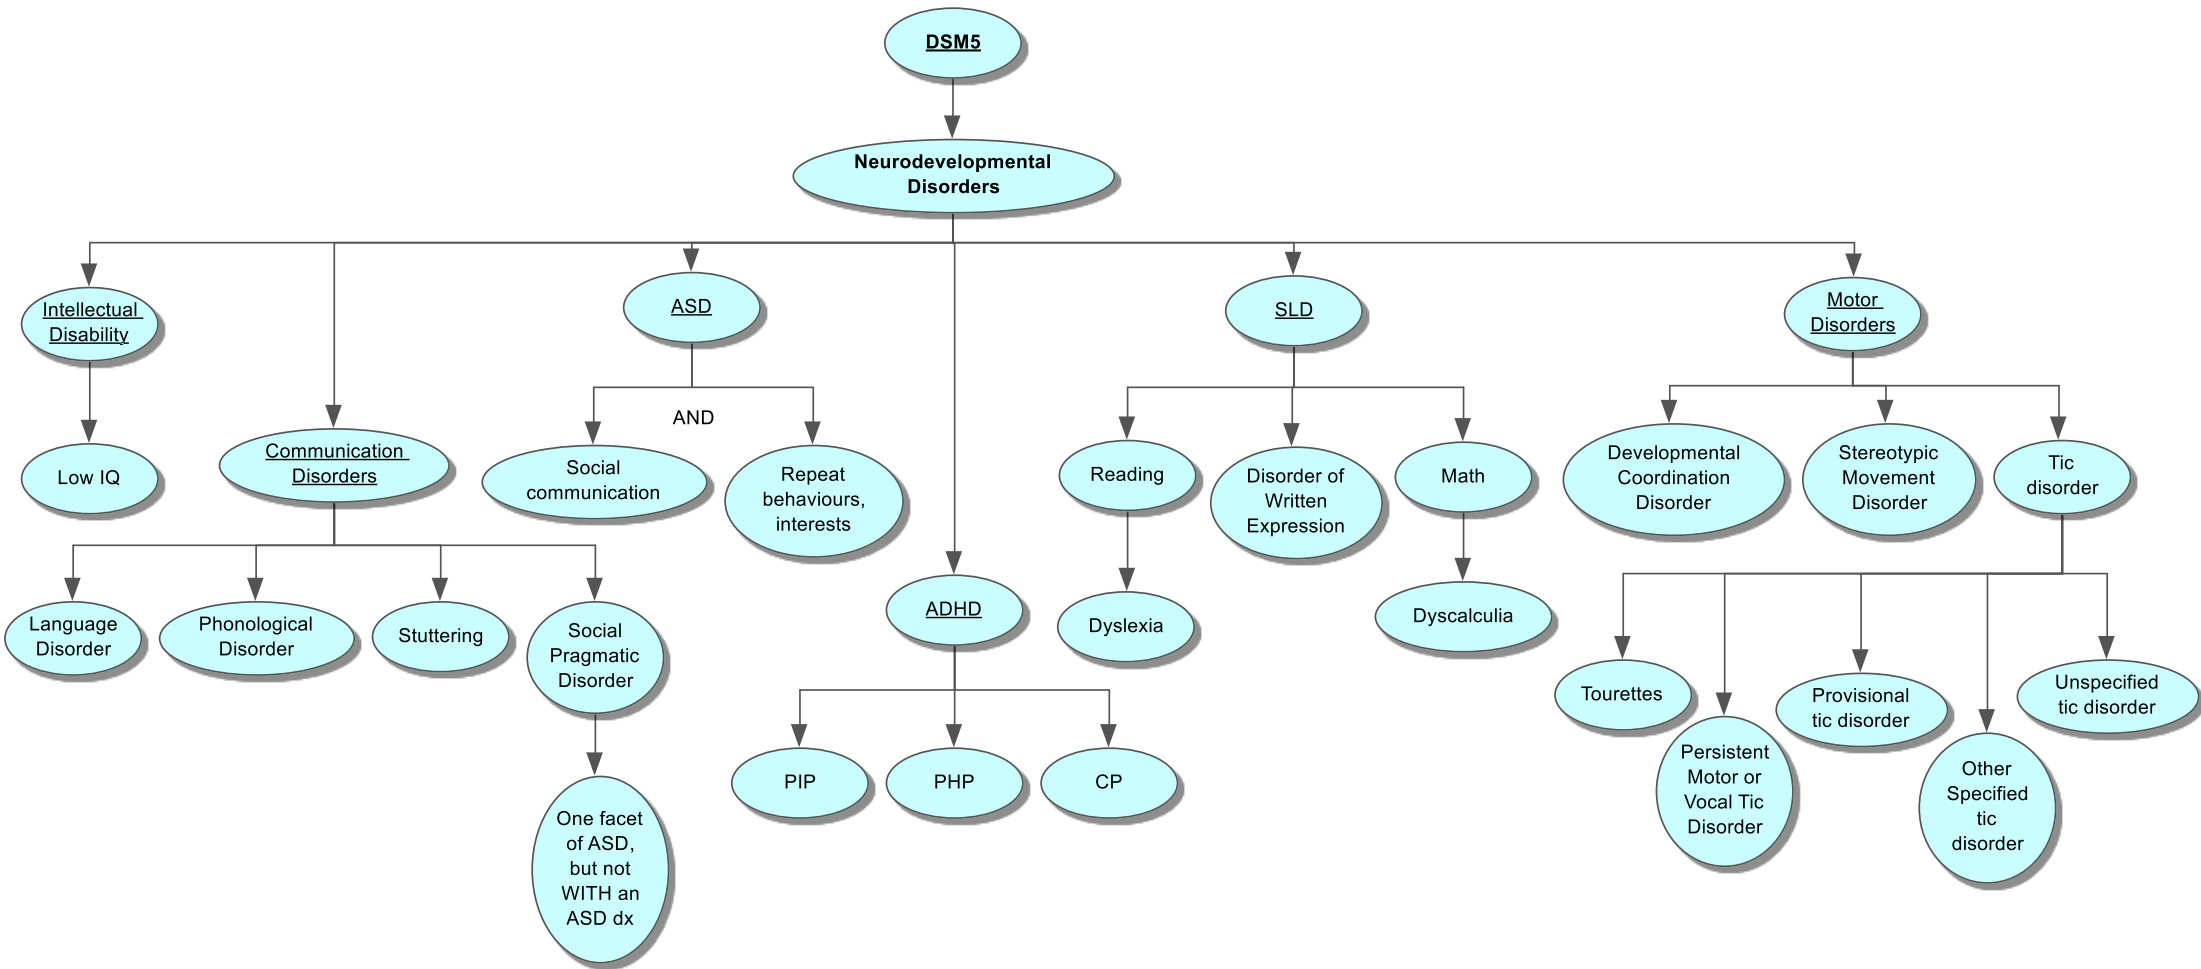 DSM5
Neurodevelopmental
Disorders
Intellectual
Disability
Low IQ
Communication
Disorders
Language
Disorder
Phonological
Disorder
Stuttering
Social
Pragmatic
Disorder
One facet
of ASD,
but not
WITH an
ASD dx
ASD
AND
Social
communication
Repeat
behaviours,
interests
ADHD
PIP
PHP
CP
SLD
Reading
Dyslexia
Disorder of
Written
Expression
Math
Dyscalculia
Motor
Disorders
Developmental
Coordination
Disorder
Stereotypic
Movement
Disorder
Tic
disorder
Tourettes
Persistent
Motor or
Vocal Tic
Disorder
Provisional
tic disorder
Other
Specified
tic
disorder
Unspecified
tic disorder